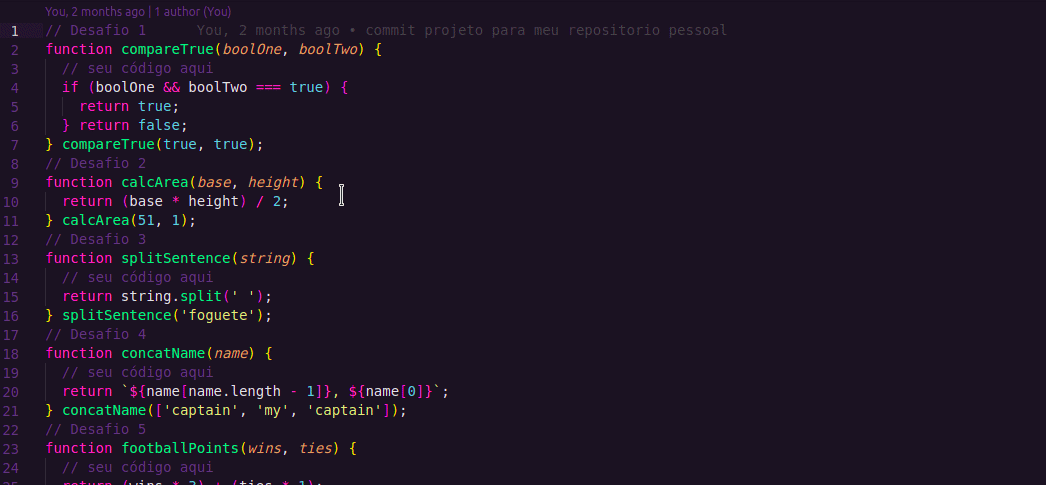 You, 2 months ago | 1 author (You)
1 // Desafio 1 You, 2 months ago • commit projeto para meu repositorio pessoal
2 function compareTrue(boolOne, boolTwo) {
3 // seu código aqui
4 if (boolOne && boolTwo === true) {
5 return true;
6 } return false;
7 } compareTrue(true, true);
8 // Desafio 2
9 function calcArea(base, height) {
10 return (base * height) / 2;
11 } calcArea(51, 1);
12 // Desafio 3
13 function splitSentence(string) {
14 // seu código aqui
15 return string.split(' ');
16 } splitSentence('foguete');
17 // Desafio 4
18 function concatName(name) {
19 // seu código aqui
20 return `${name[name.length - 1]}, ${name[0]}`;
21 } concatName(['captain', 'my', 'captain']);
22 // Desafio 5
23 function footballPoints(wins, ties) {
24 // seu código aqui
25 return (wins * 3) + (ties * 1);